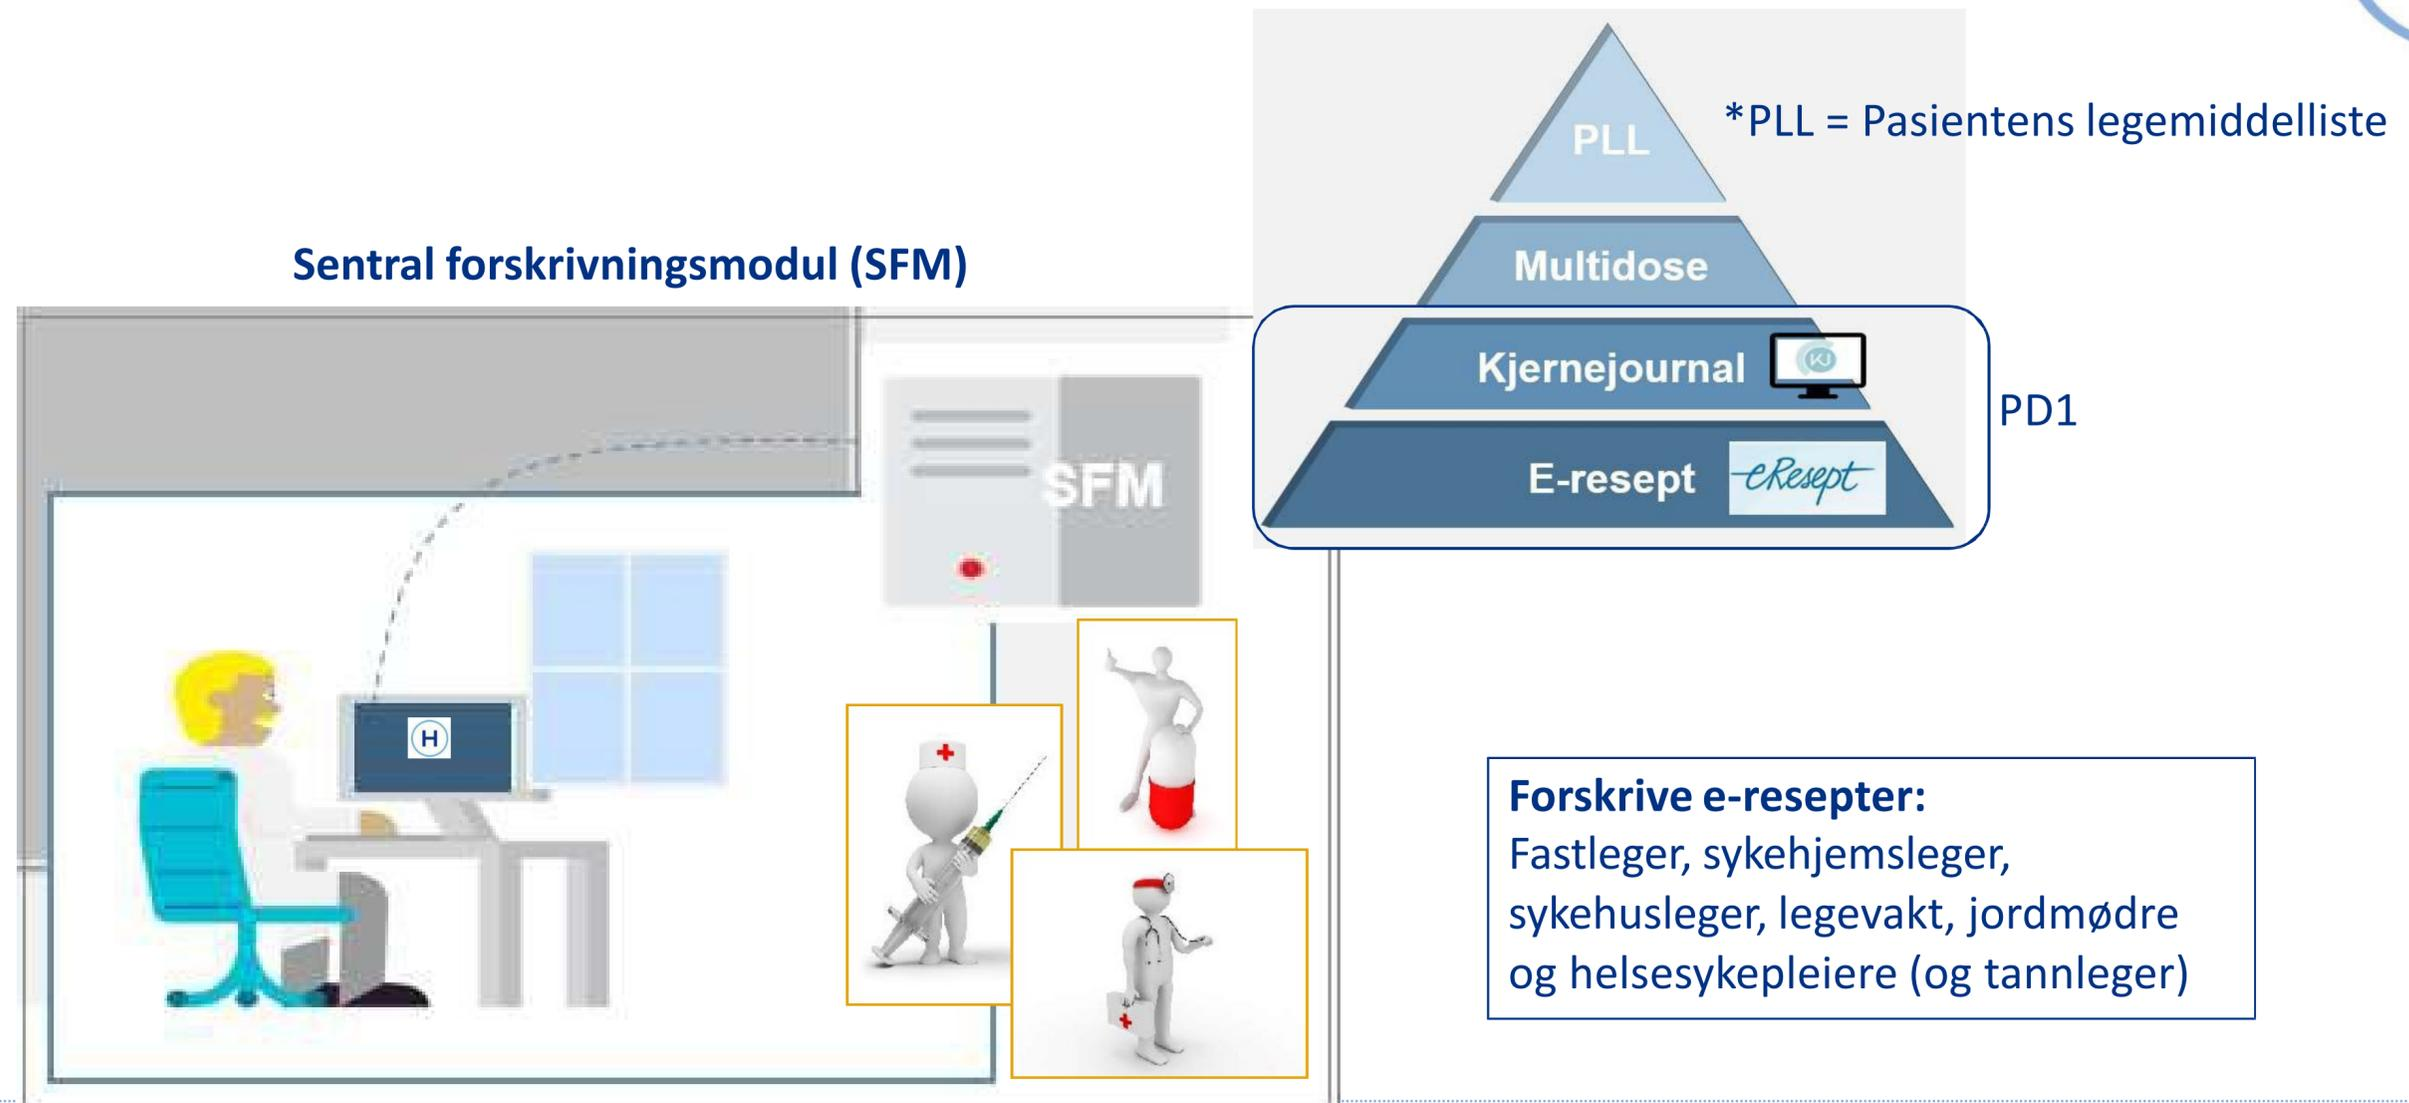 *PLL = Pasientens legemiddelliste
PLL
Multidose
Kjernejournal
KJ
E-resept
eResept
PD1
Sentral forskrivningsmodul (SFM)
SFM
H
Forskrive e-resepter:
Fastleger, sykehjemsleger,
sykehusleger, legevakt, jordmødre
og helsesykepleiere (og tannleger)